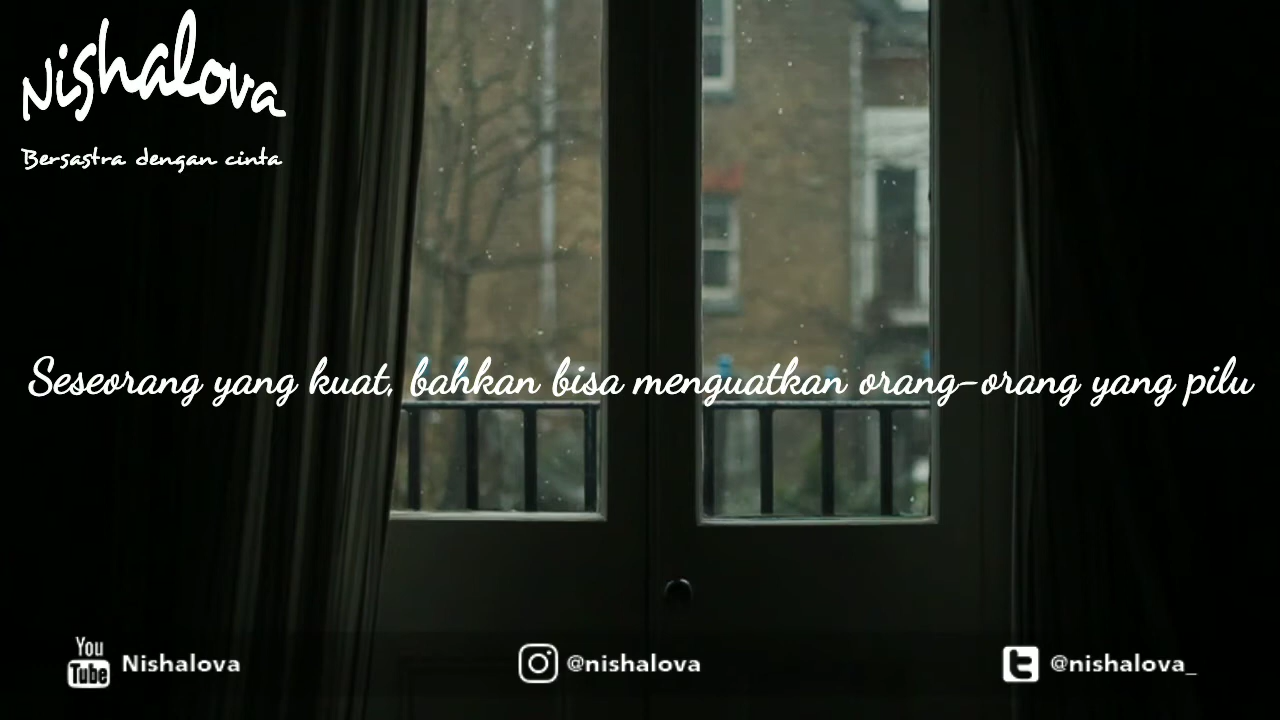 Nishalova
Bersastra dengan cinta
Seseorang yang kuat, bahkan bisa menguatkan orang-orang yang pilu
You Tube Nishalova
@nishalova
@nishalova_